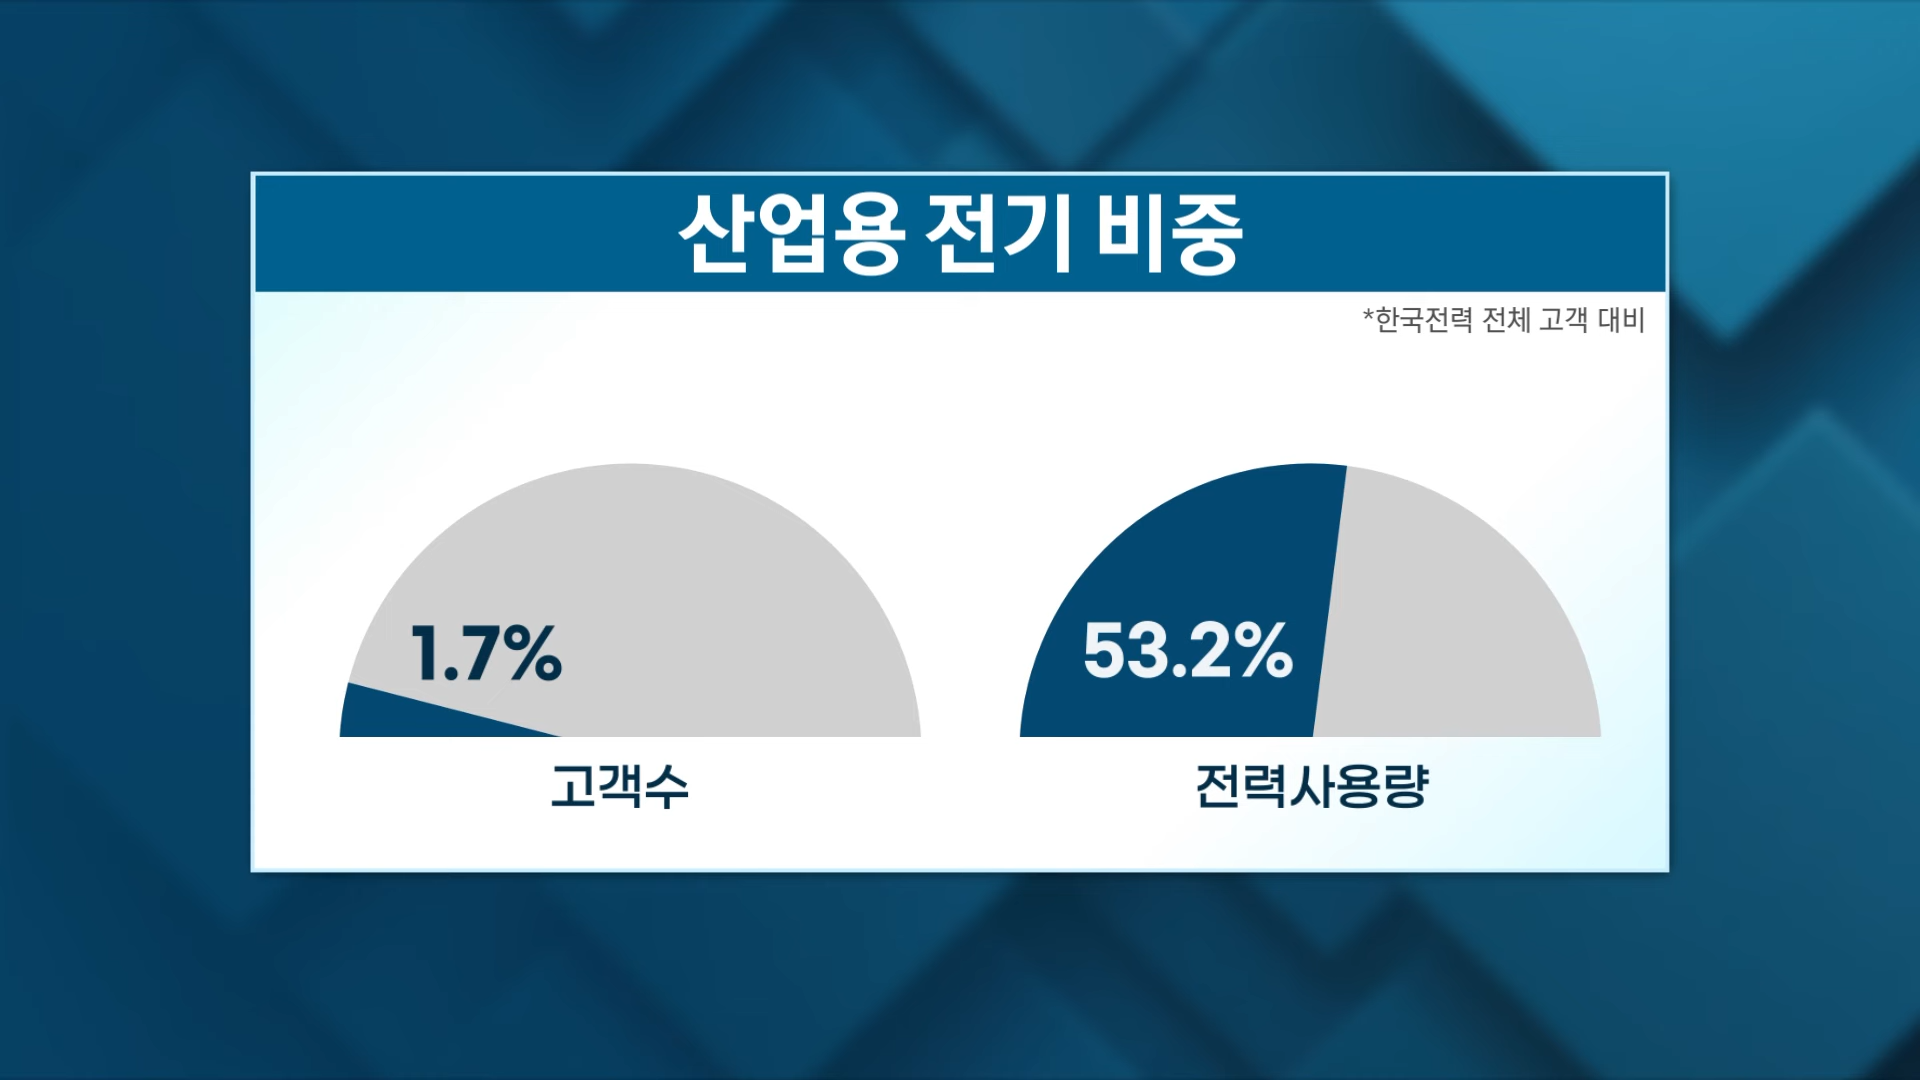 산업용 전기 비중
*한국전력 전체 고객 대비
1.7%
53.2%
고객수
전력사용량